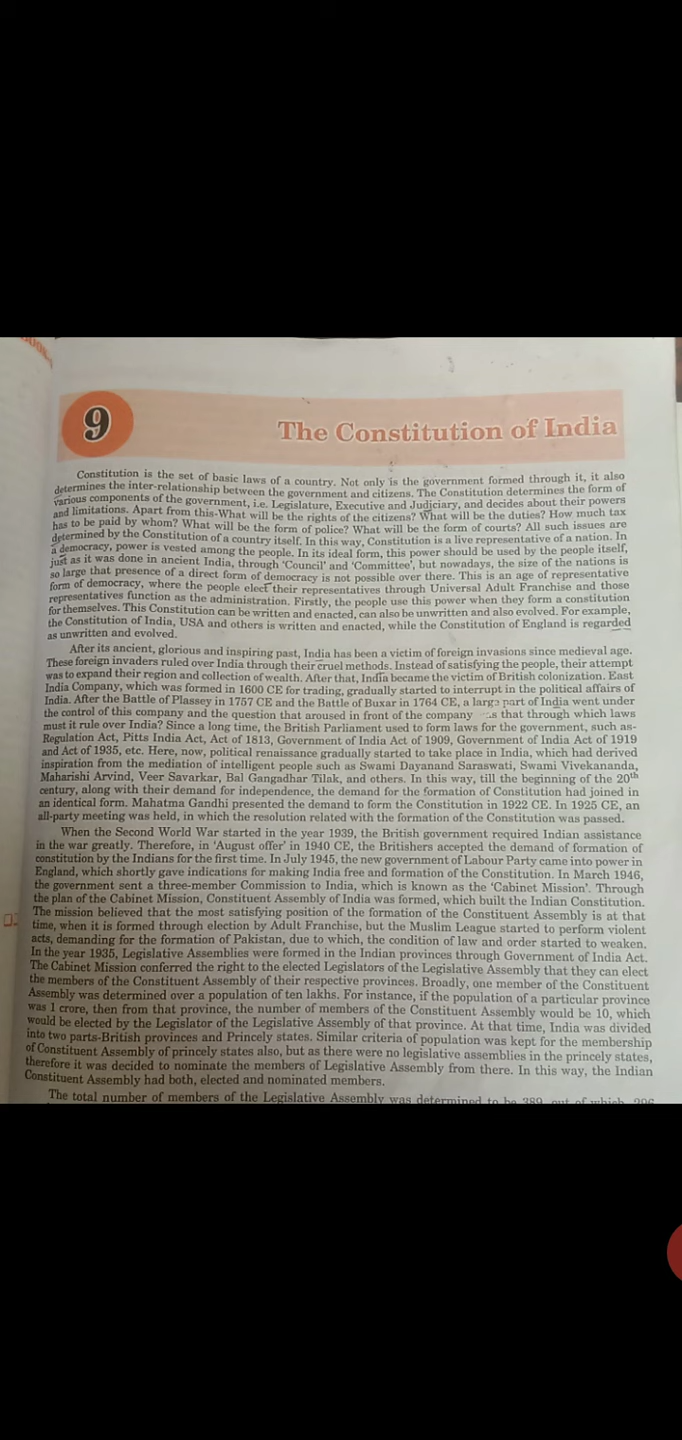 9
The Constitution of India
Constitution is the set of basic laws of a country. Not only is the government formed through it, it also
determines the inter-relationship between the government and citizens. The Constitution determines the form of
various components of the government, i.e. Legislature, Executive and Judiciary, and decides about their powers
and limitations. Apart from this-What will be the rights of the citizens? What will be the duties? How much tax
has to be paid by whom? What will be the form of police? What will be the form of courts? All such issues are
determined by the Constitution of a country itself. In this way, Constitution is a live representative of a nation. In
a democracy, power is vested among the people. In its ideal form, this power should be used by the people itself,
just as it was done in ancient India, through 'Council' and 'Committee', but nowadays, the size of the nations is
so large that presence of a direct form of democracy is not possible over there. This is an age of representative
form of democracy, where the people elect their representatives through Universal Adult Franchise and those
representatives function as the administration. Firstly, the people use this power when they form a constitution
for themselves. This Constitution can be written and enacted, can also be unwritten and also evolved. For example,
the Constitution of India, USA and others is written and enacted, while the Constitution of England is regarded
as unwritten and evolved.
After its ancient, glorious and inspiring past, India has been a victim of foreign invasions since medieval age.
These foreign invaders ruled over India through their cruel methods. Instead of satisfying the people, their attempt
was to expand their region and collection of wealth. After that, India became the victim of British colonization. East
India Company, which was formed in 1600 CE for trading, gradually started to interrupt in the political affairs of
India. After the Battle of Plassey in 1757 CE and the Battle of Buxar in 1764 CE, a large part of India went under
the control of this company and the question that aroused in front of the company that through which laws
must it rule over India? Since a long time, the British Parliament used to form laws for the government, such as-
Regulation Act, Pitts India Act, Act of 1813, Government of India Act of 1909, Government of India Act of 1919
and Act of 1935, etc. Here, now, political renaissance gradually started to take place in India, which had derived
inspiration from the mediation of intelligent people such as Swami Dayanand Saraswati, Swami Vivekananda,
Maharishi Arvind, Veer Savarkar, Bal Gangadhar Tilak, and others. In this way, till the beginning of the 20th
century, along with their demand for independence, the demand for the formation of Constitution had joined in
an identical form. Mahatma Gandhi presented the demand to form the Constitution in 1922 CE. In 1925 CE, an
all-party meeting was held, in which the resolution related with the formation of the Constitution was passed.
When the Second World War started in the year 1939, the British government required Indian assistance
in the war greatly. Therefore, in 'August offer' in 1940 CE, the Britishers accepted the demand of formation of
constitution by the Indians for the first time. In July 1945, the new government of Labour Party came into power in
England, which shortly gave indications for making India free and formation of the Constitution. In March 1946,
the government sent a three-member Commission to India, which is known as the 'Cabinet Mission'. Through
the plan of the Cabinet Mission, Constituent Assembly of India was formed, which built the Indian Constitution.
The mission believed that the most satisfying position of the formation of the Constituent Assembly is at that
time, when it is formed through election by Adult Franchise, but the Muslim League started to perform violent
acts, demanding for the formation of Pakistan, due to which, the condition of law and order started to weaken.
In the year 1935, Legislative Assemblies were formed in the Indian provinces through Government of India Act.
The Cabinet Mission conferred the right to the elected Legislators of the Legislative Assembly that they can elect
the members of the Constituent Assembly of their respective provinces. Broadly, one member of the Constituent
Assembly was determined over a population of ten lakhs. For instance, if the population of a particular province
was 1 crore, then from that province, the number of members of the Constituent Assembly would be 10, which
would be elected by the Legislator of the Legislative Assembly of that province. At that time, India was divided
into two parts-British provinces and Princely states. Similar criteria of population was kept for the membership
of Constituent Assembly of princely states also, but as there were no legislative assemblies in the princely states,
therefore it was decided to nominate the members of Legislative Assembly from there. In this way, the Indian
Constituent Assembly had both, elected and nominated members.
The total number of members of the Legislative Assembly was determined to be 389, out of which, 296